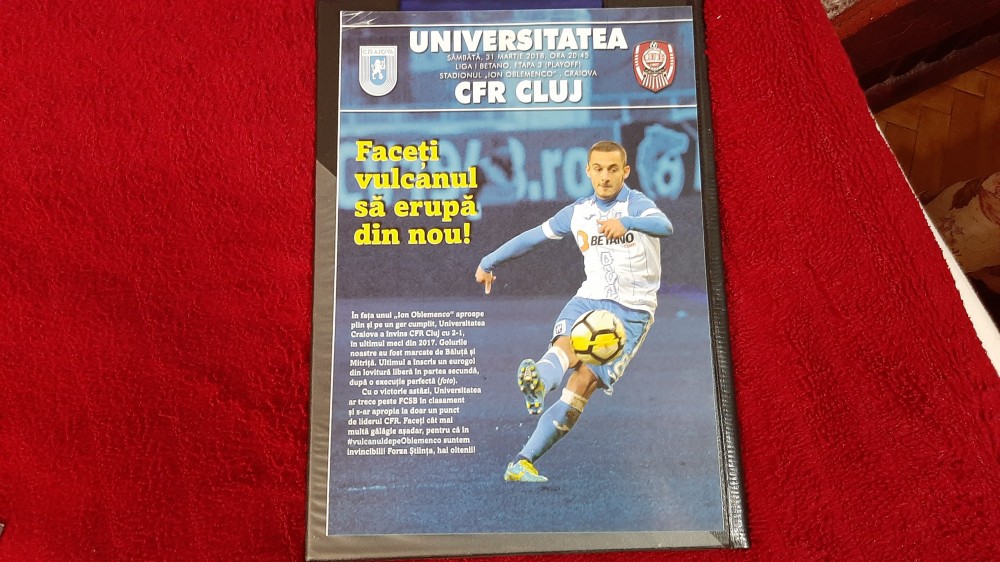 CRAIOVA
UNIVERSITATEA
SÂMBĂTĂ, 31 MARTIE 2018, ORA 20:45
LIGA I BETANO, ETAPA 3 (PLAYOFF)
STADIONUL „ION OBLEMENCO", CRAIOVA
CFR CLUJ
Faceți
vulcanul
să erupă
din nou!
.ro
BETANO
În fața unui „Ion Oblemenco" aproape
plin și pe un ger cumplit, Universitatea
Craiova a învins CFR Cluj cu 2-1,
în ultimul meci din 2017. Golurile
noastre au fost marcate de Băluță și
Mitriță. Ultimul a înscris un eurogol
din lovitură liberă în partea secundă,
după o execuție perfectă (foto).
Cu o victorie astăzi, Universitatea
ar trece peste FCSB în clasament
și s-ar apropia la doar un punct
de liderul CFR. Faceți cât mai
multă gălăgie așadar, pentru că în
#vulcanuldepeOblemenco suntem
invincibili! Forza Știința, hai oltenii!